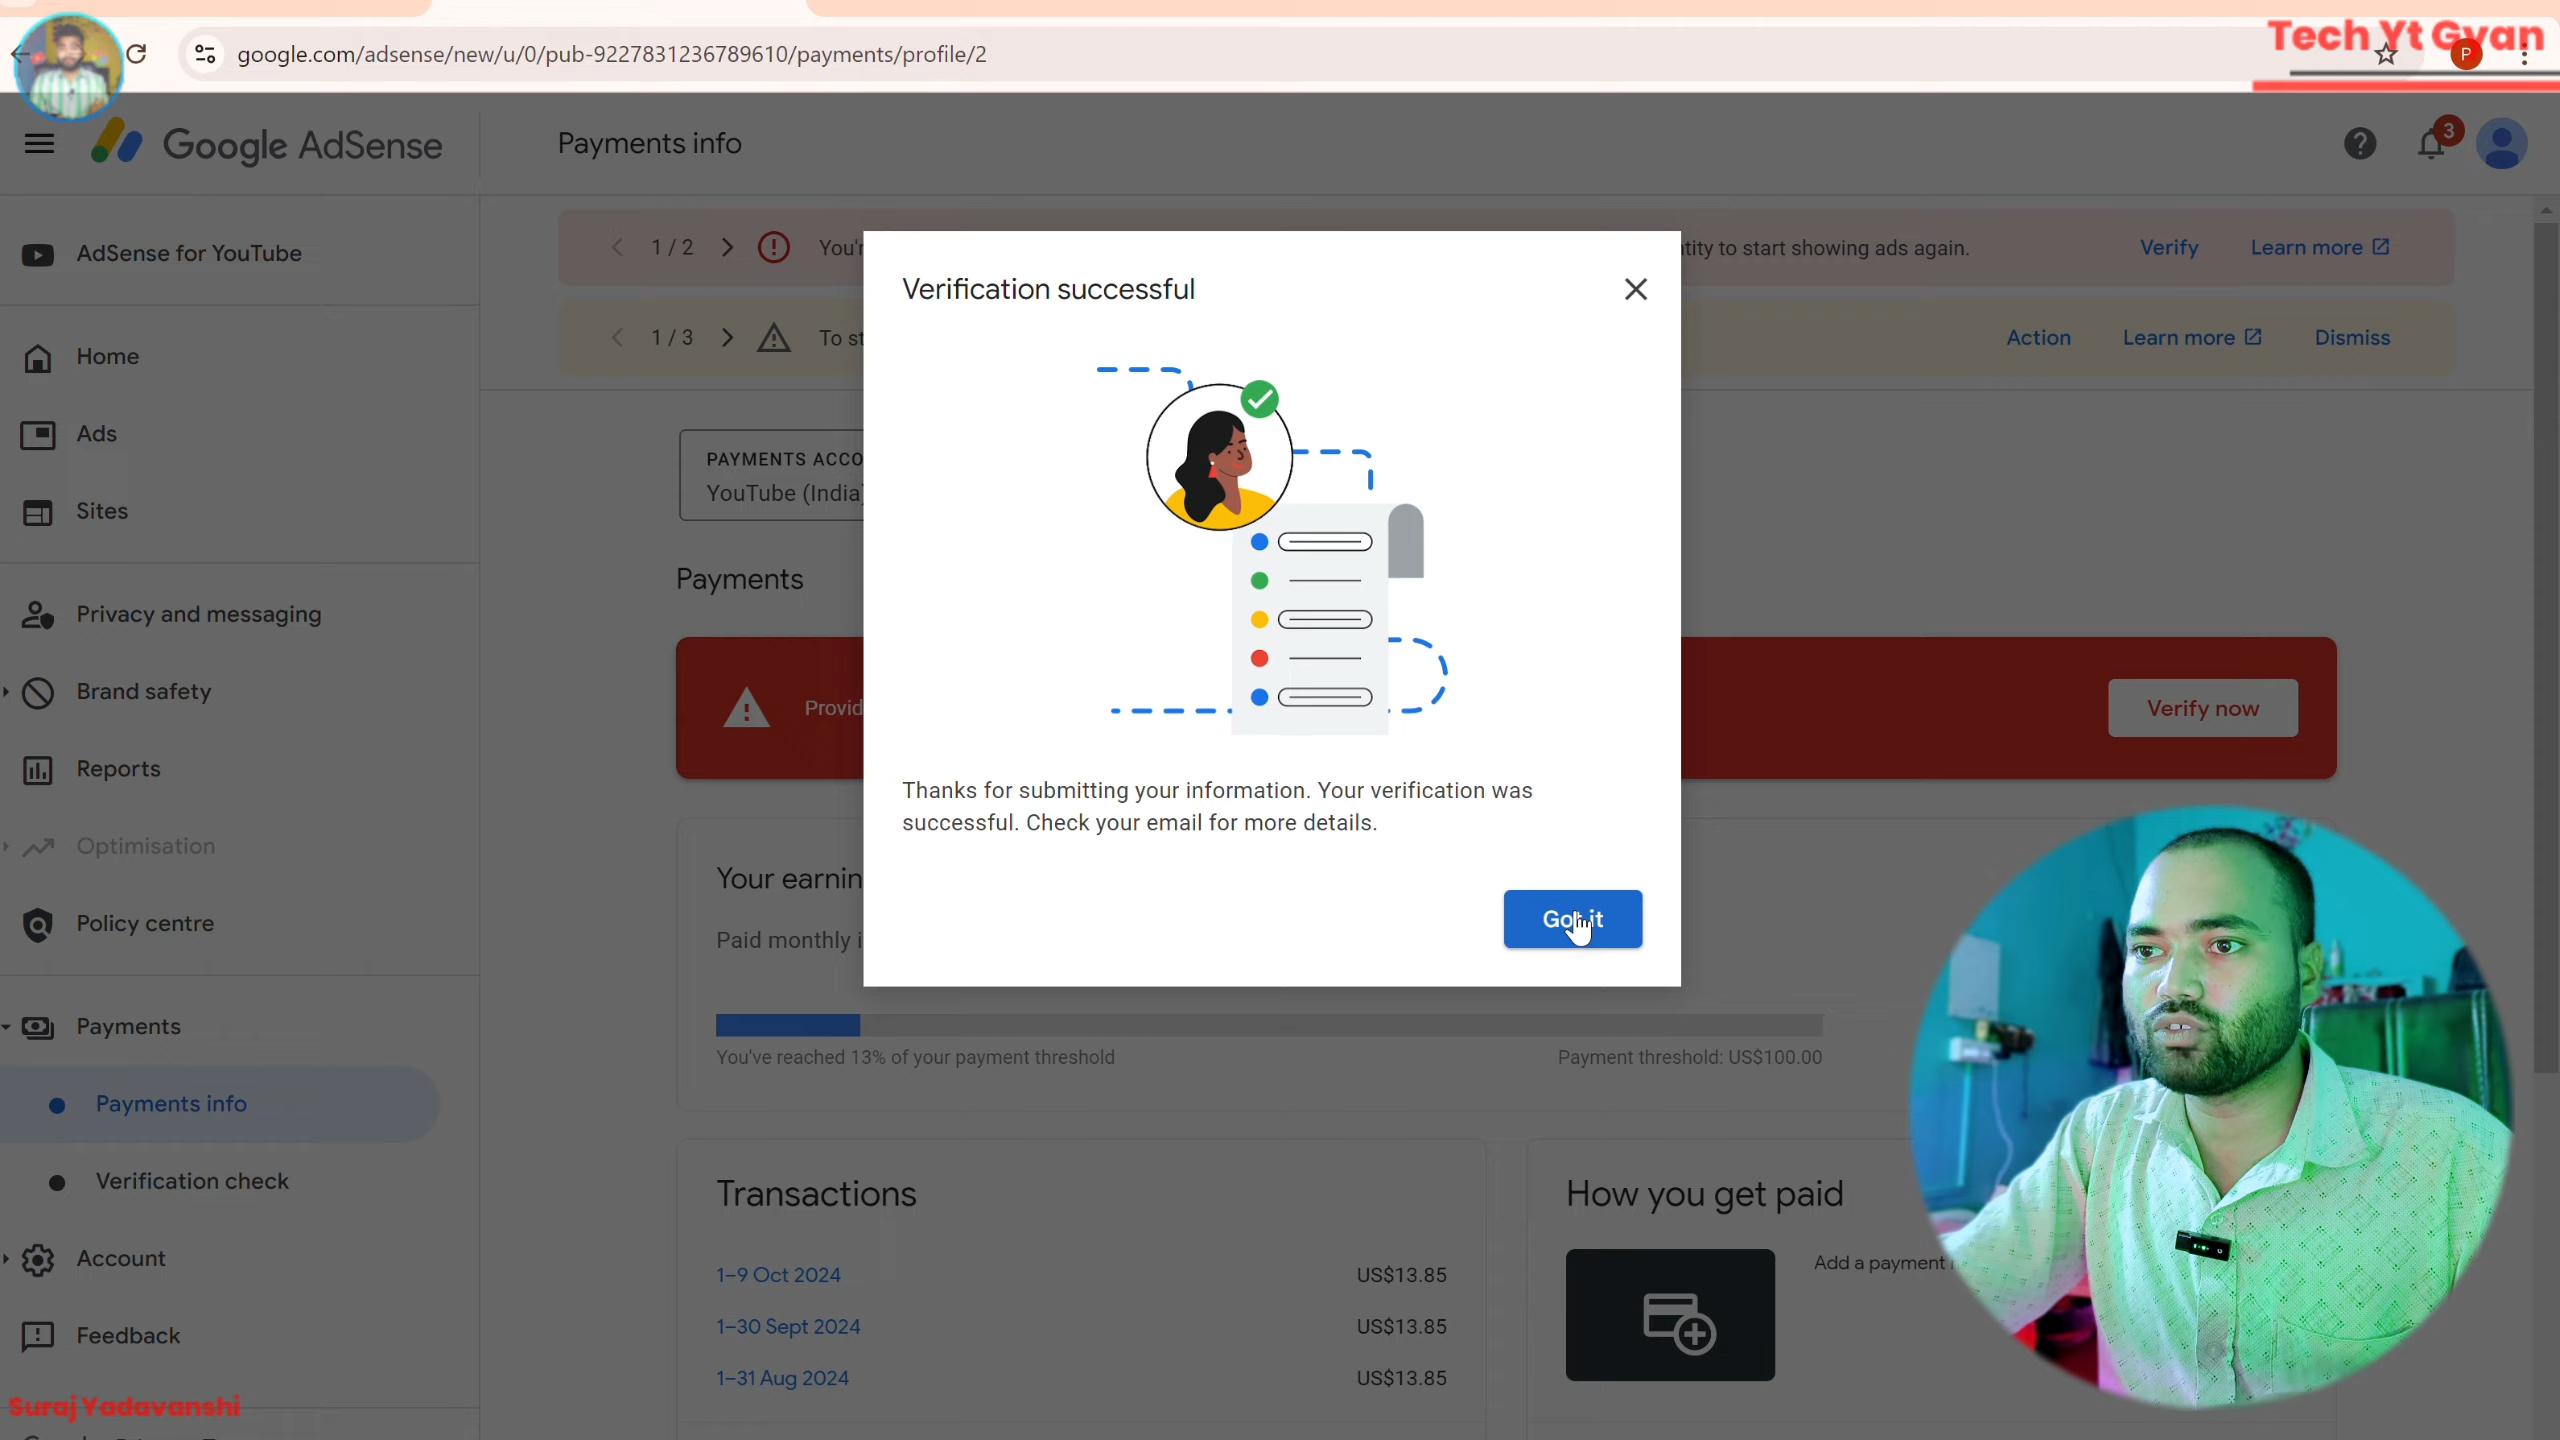 Tech Yt Gyan
google.com/adsense/new/u/0/pub-9227831236789610/payments/profile/2
P
Google AdSense
Payments info
3
AdSense for YouTube
1 / 2
You'r
tity to start showing ads again.
Verify
Learn more
1 / 3
To st
Action
Learn more
Dismiss
Verification successful
Home
Ads
Sites
PAYMENTS ACCO
YouTube (India
Payments
Privacy and messaging
Brand safety
Provid
Verify now
Reports
Thanks for submitting your information. Your verification was
successful. Check your email for more details.
Optimisation
Your earnin
Policy centre
Paid monthly i
Got it
Payments
You've reached 13% of your payment threshold
Payment threshold: US$100.00
Payments info
Verification check
Transactions
How you get paid
Account
1–9 Oct 2024
US$13.85
Add a payment
Feedback
1–30 Sept 2024
US$13.85
1–31 Aug 2024
US$13.85
Suraj Yadavanshi